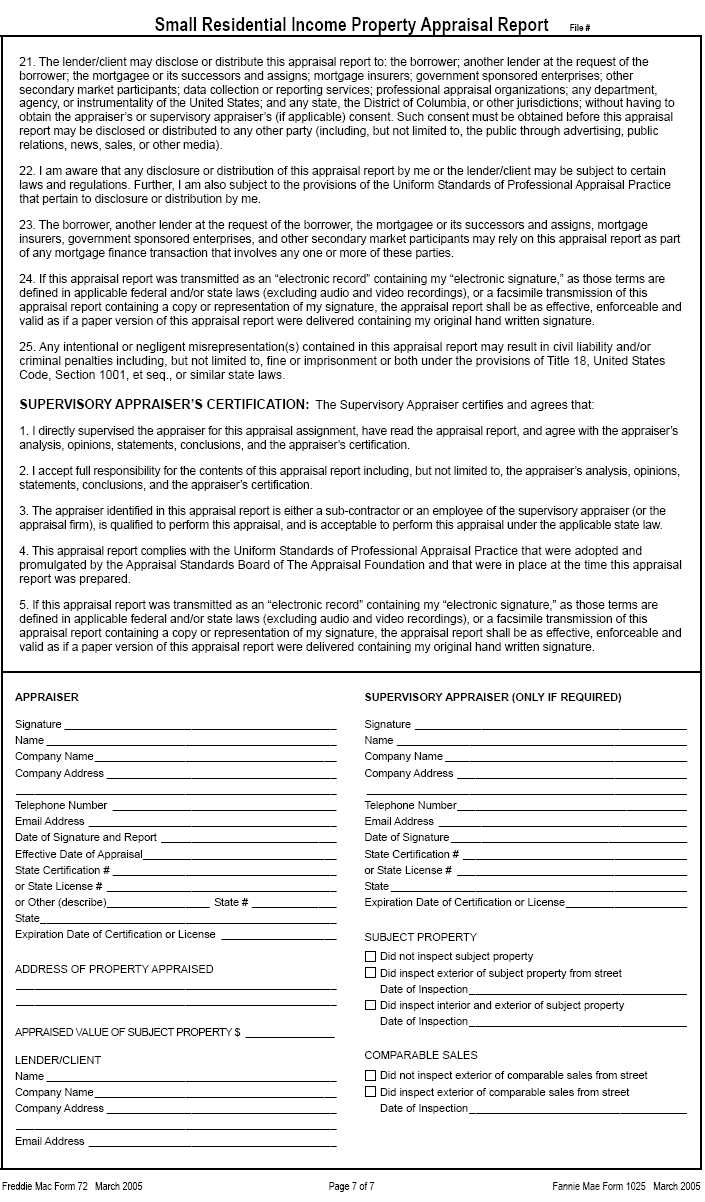 Small Residential Income Property Appraisal Report File #
21. The lender/client may disclose or distribute this appraisal report to: the borrower; another lender at the request of the
borrower; the mortgagee or its successors and assigns; mortgage insurers; government sponsored enterprises; other
secondary market participants; data collection or reporting services; professional appraisal organizations; any department,
agency, or instrumentality of the United States; and any state, the District of Columbia, or other jurisdictions; without having to
obtain the appraiser's or supervisory appraiser's (if applicable) consent. Such consent must be obtained before this appraisal
report may be disclosed or distributed to any other party (including, but not limited to, the public through advertising, public
relations, news, sales, or other media).
22. I am aware that any disclosure or distribution of this appraisal report by me or the lender/client may be subject to certain
laws and regulations. Further, I am also subject to the provisions of the Uniform Standards of Professional Appraisal Practice
that pertain to disclosure or distribution by me.
23. The borrower, another lender at the request of the borrower, the mortgagee or its successors and assigns, mortgage
insurers, government sponsored enterprises, and other secondary market participants may rely on this appraisal report as part
of any mortgage finance transaction that involves any one or more of these parties.
24. If this appraisal report was transmitted as an “electronic record” containing my “electronic signature,” as those terms are
defined in applicable federal and/or state laws (excluding audio and video recordings), or a facsimile transmission of this
appraisal report containing a copy or representation of my signature, the appraisal report shall be as effective, enforceable and
valid as if a paper version of this appraisal report were delivered containing my original hand written signature.
25. Any intentional or negligent misrepresentation(s) contained in this appraisal report may result in civil liability and/or
criminal penalties including, but not limited to, fine or imprisonment or both under the provisions of Title 18, United States
Code, Section 1001, et seq., or similar state laws.
SUPERVISORY APPRAISER'S CERTIFICATION: The Supervisory Appraiser certifies and agrees that:
1. I directly supervised the appraiser for this appraisal assignment, have read the appraisal report, and agree with the appraiser's
analysis, opinions, statements, conclusions, and the appraiser's certification.
2. I accept full responsibility for the contents of this appraisal report including, but not limited to, the appraiser's analysis, opinions,
statements, conclusions, and the appraiser's certification.
3. The appraiser identified in this appraisal report is either a sub-contractor or an employee of the supervisory appraiser (or the
appraisal firm), is qualified to perform this appraisal, and is acceptable to perform this appraisal under the applicable state law.
4. This appraisal report complies with the Uniform Standards of Professional Appraisal Practice that were adopted and
promulgated by the Appraisal Standards Board of The Appraisal Foundation and that were in place at the time this appraisal
report was prepared.
5. If this appraisal report was transmitted as an “electronic record” containing my “electronic signature,” as those terms are
defined in applicable federal and/or state laws (excluding audio and video recordings), or a facsimile transmission of this
appraisal report containing a copy or representation of my signature, the appraisal report shall be as effective, enforceable and
valid as if a paper version of this appraisal report were delivered containing my original hand written signature.
APPRAISER
Signature
Name
Company Name
Company Address
Telephone Number
Email Address
Date of Signature and Report
Effective Date of Appraisal
State Certification #
or State License #
or Other (describe) State #
State
Expiration Date of Certification or License
ADDRESS OF PROPERTY APPRAISED
APPRAISED VALUE OF SUBJECT PROPERTY $
LENDER/CLIENT
Name
Company Name
Company Address
Email Address
SUPERVISORY APPRAISER (ONLY IF REQUIRED)
Signature
Name
Company Name
Company Address
Telephone Number
Email Address
Date of Signature
State Certification #
or State License #
State
Expiration Date of Certification or License
SUBJECT PROPERTY
Did not inspect subject property
Did inspect exterior of subject property from street
Date of Inspection
Did inspect interior and exterior of subject property
Date of Inspection
COMPARABLE SALES
Did not inspect exterior of comparable sales from street
Did inspect exterior of comparable sales from street
Date of Inspection
Freddie Mac Form 72 March 2005 Page 7 of 7 Fannie Mae Form 1025 March 2005